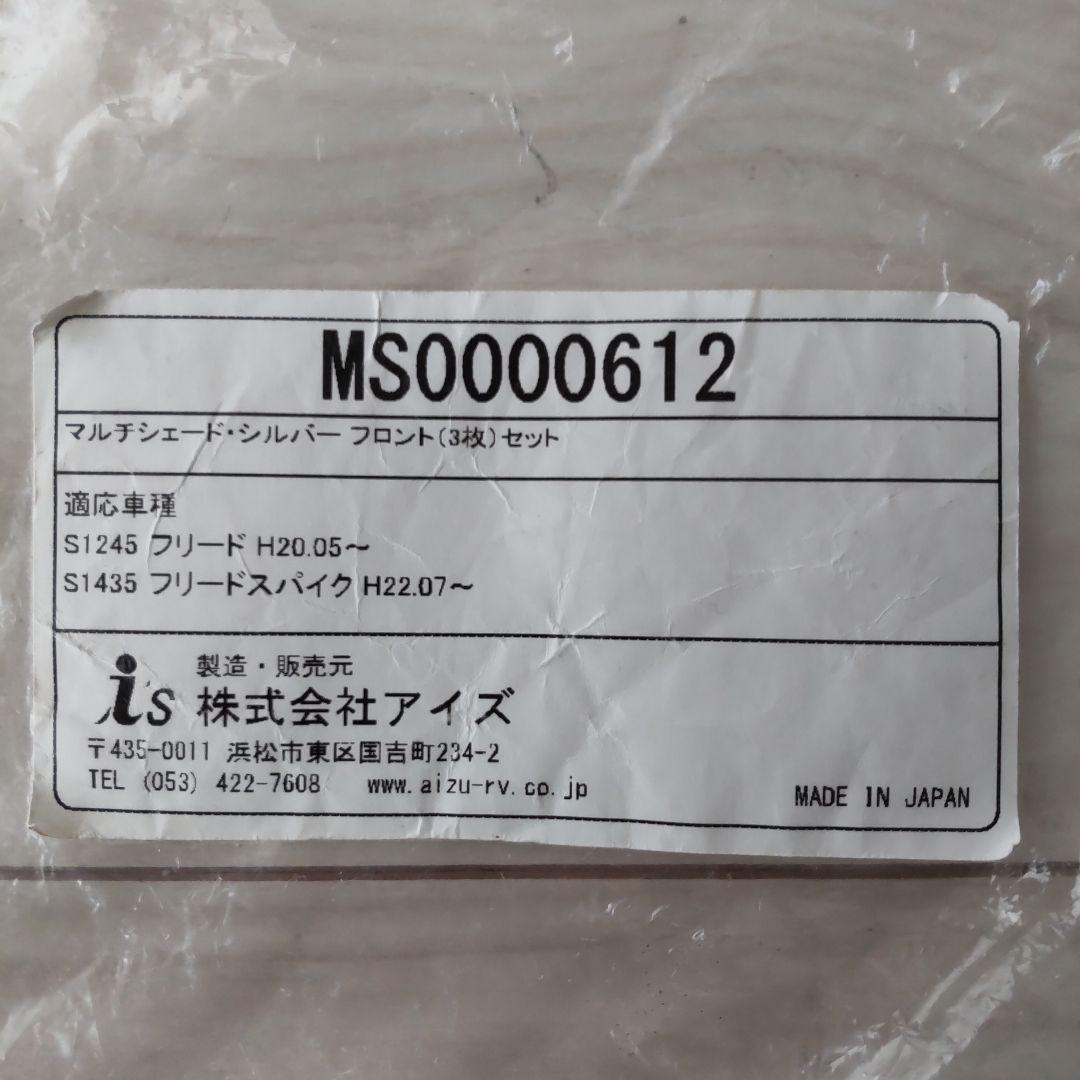 MS0000612
マルチシェード・シルバー フロント(3枚)セット
適応車種
S1245 フリード H20.05～
S1435 フリードスパイク H22.07～
i's
製造・販売元
株式会社アイズ
〒435-0011 浜松市東区国吉町234-2
TEL (053) 422-7608 www.aizu-rv.co.jp
MADE IN JAPAN